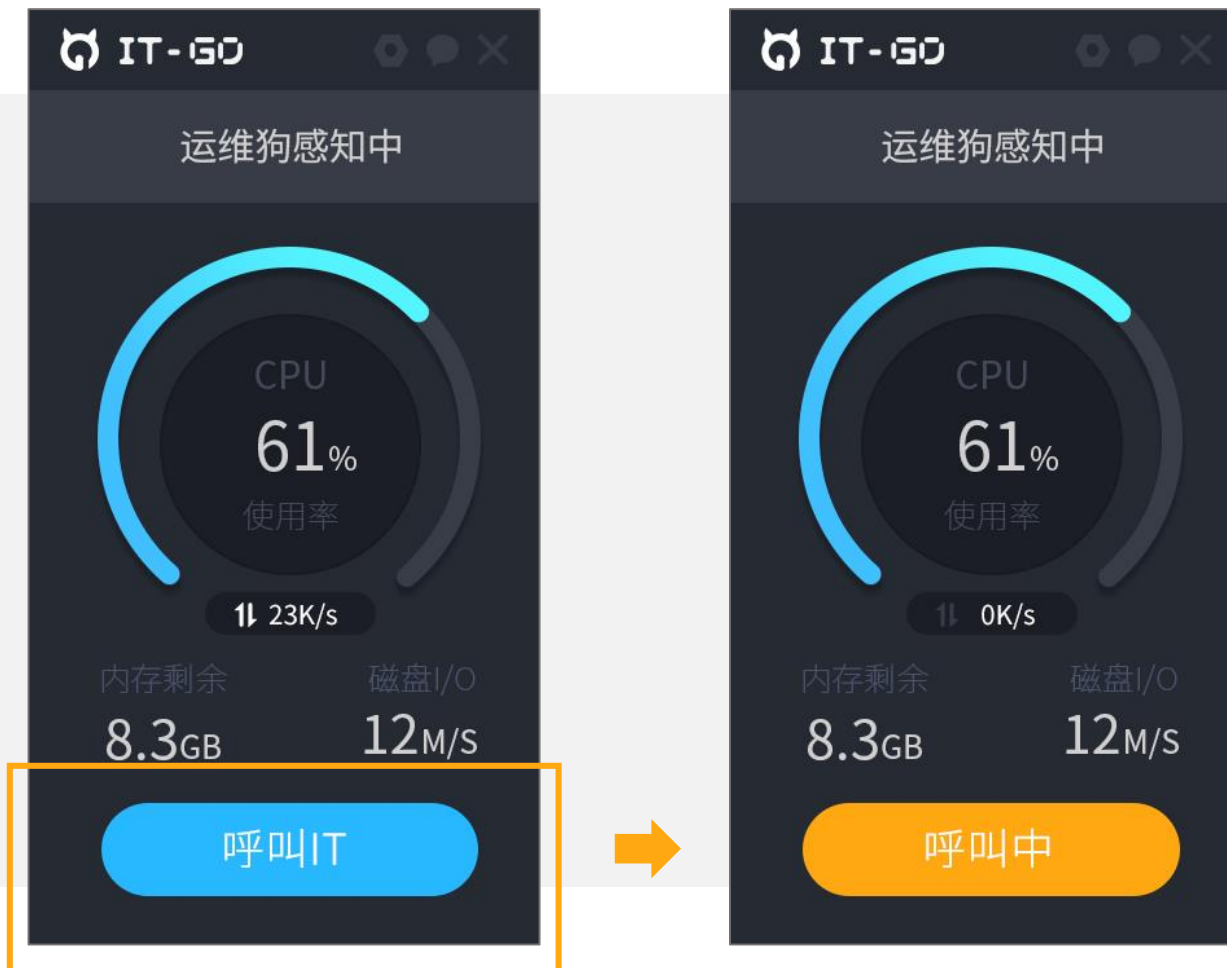 IT-GO
运维狗感知中
CPU
61%
使用率
23K/s
内存剩余 磁盘I/O
8.3GB 12M/S
呼叫IT
IT-GO
运维狗感知中
CPU
61%
使用率
0K/s
内存剩余 磁盘I/O
8.3GB 12M/S
呼叫中